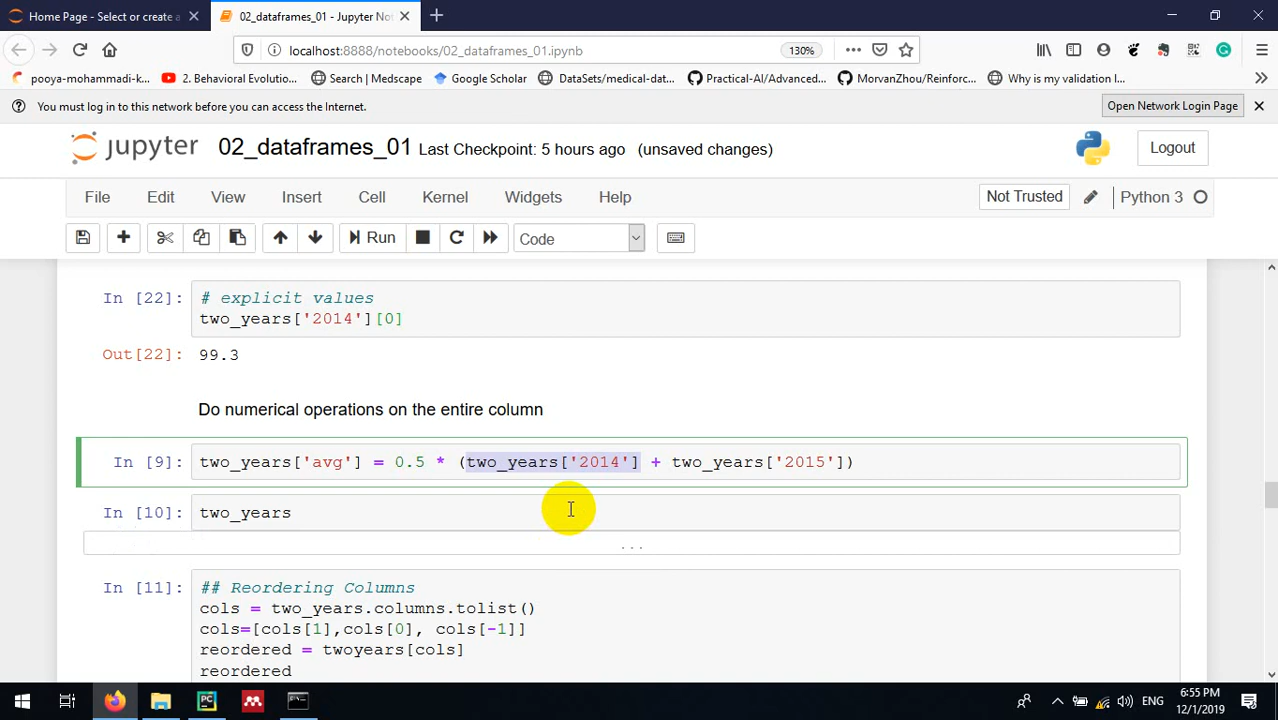 Home Page - Select or create a
02_dataframes_01 - Jupyter Not
localhost:8888/notebooks/02_dataframes_01.ipynb
130%
pooya-mohammadi-k...
2. Behavioral Evolutio...
Search | Medscape
Google Scholar
DataSets/medical-dat...
Practical-AI/Advanced...
MorvanZhou/Reinforc...
Why is my validation l...
You must log in to this network before you can access the Internet.
Open Network Login Page
jupyter 02_dataframes_01 Last Checkpoint: 5 hours ago (unsaved changes)
Logout
File Edit View Insert Cell Kernel Widgets Help
Not Trusted
Python 3
Run
Code
In [22]: # explicit values
two_years['2014'][0]
Out[22]: 99.3
Do numerical operations on the entire column
In [9]: two_years['avg'] = 0.5 * (two_years['2014'] + two_years['2015'])
In [10]: two_years
...
In [11]: ## Reordering Columns
cols = two_years.columns.tolist()
cols=[cols[1],cols[0], cols[-1]]
reordered = twoyears[cols]
reordered
PC
ENG
6:55 PM
12/1/2019